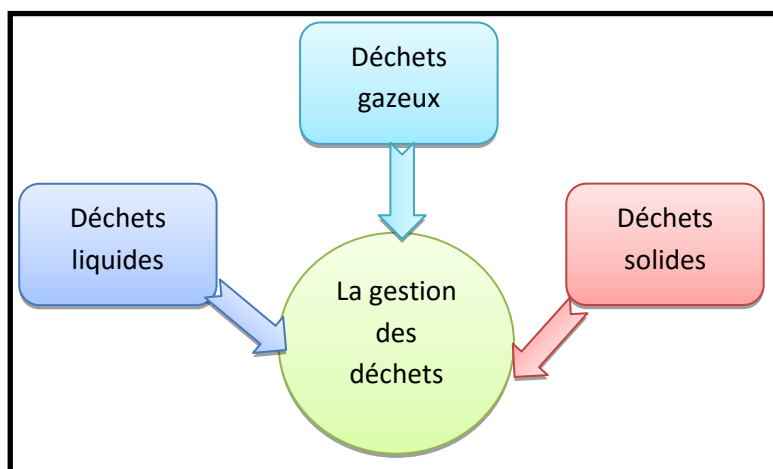 Déchets
gazeux
Déchets
liquides
Déchets
solides
La gestion
des
déchets